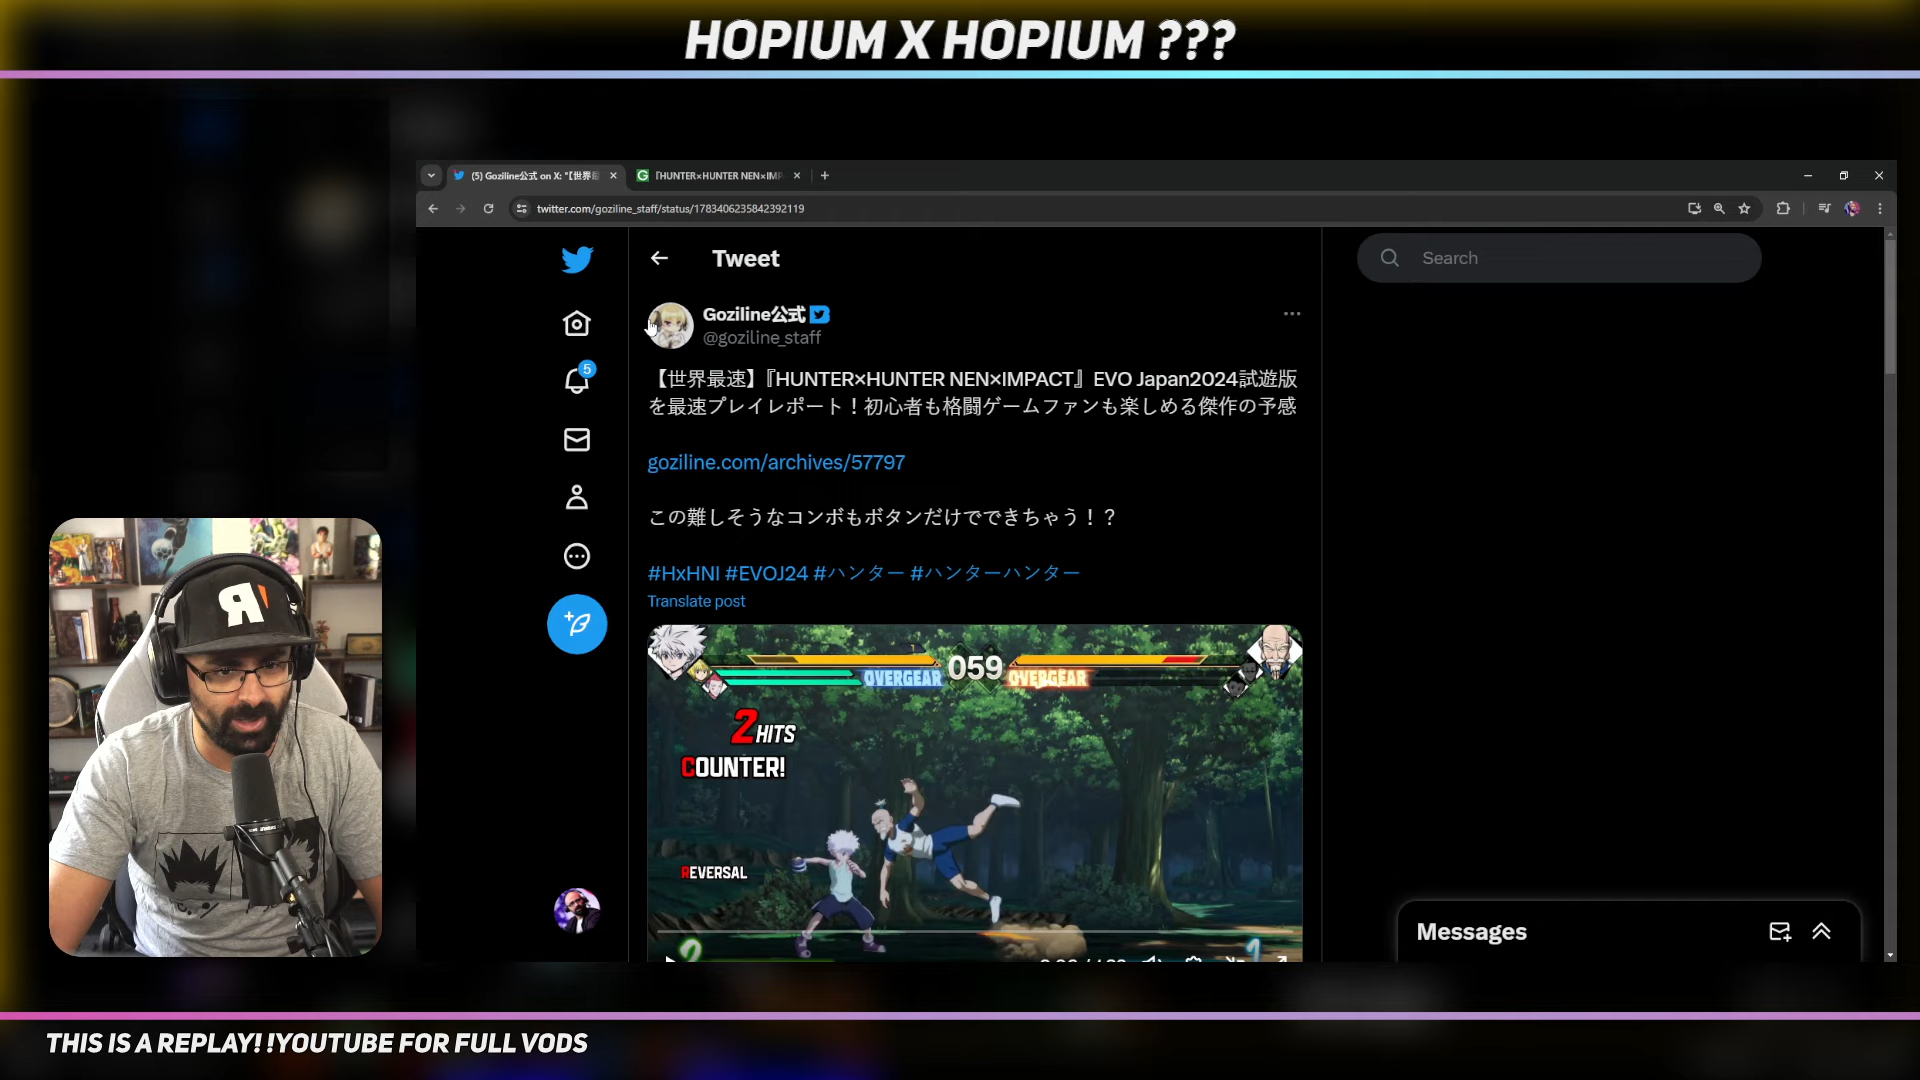 HOPIUM X HOPIUM ???
(5) Goziline公式 on X: "【世界最
『HUNTER×HUNTER NEN×IMP
twitter.com/goziline_staff/status/1783406235842392119
Tweet
Search
Goziline公式
@goziline_staff
5
【世界最速】『HUNTER×HUNTER NEN×IMPACT』EVO Japan2024試遊版
を最速プレイレポート！初心者も格闘ゲームファンも楽しめる傑作の予感
goziline.com/archives/57797
この難しそうなコンボもボタンだけでできちゃう！？
#HxHNI #EVOJ24 #ハンター #ハンターハンター
Translate post
OVERGEAR 059 OVERGEAR
2 HITS
COUNTER!
REVERSAL
Messages
THIS IS A REPLAY! !YOUTUBE FOR FULL VODS